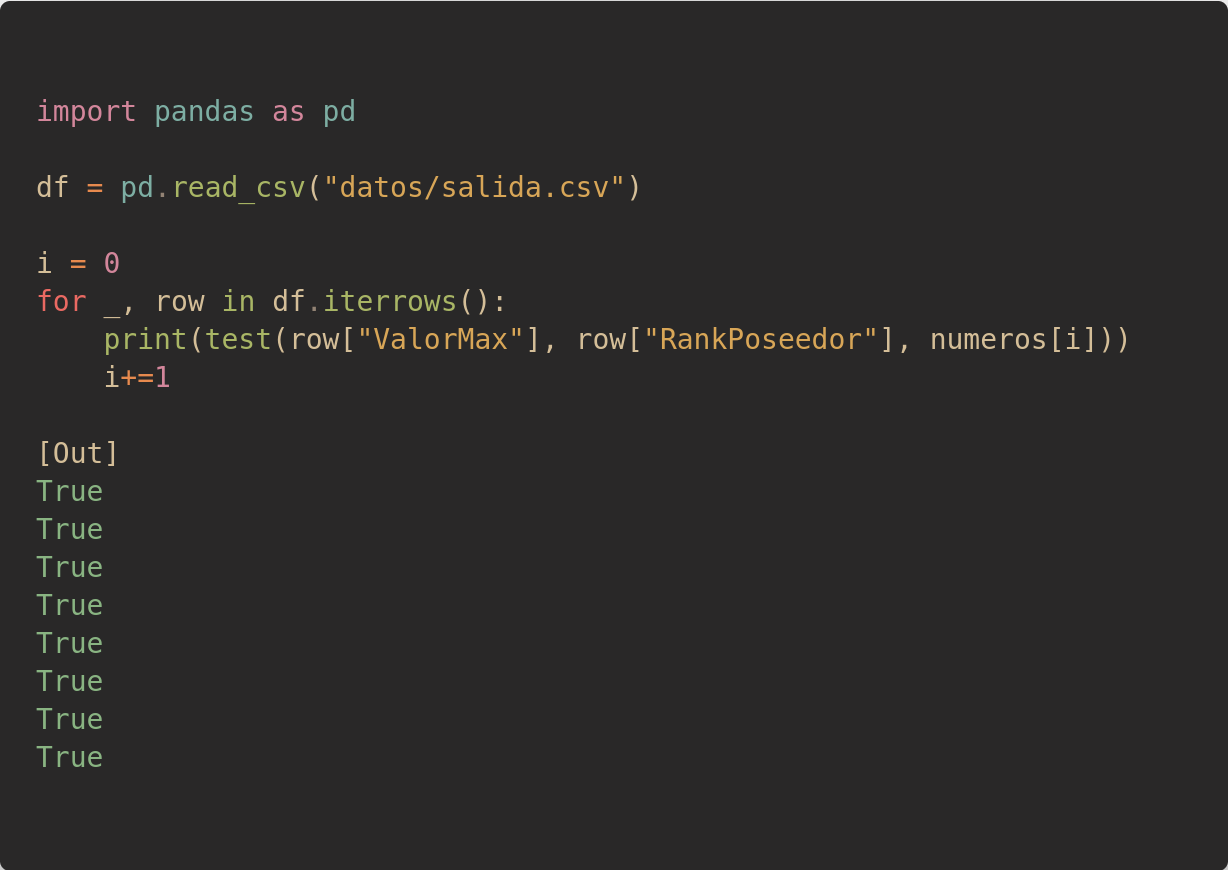 import pandas as pd
df = pd.read_csv("datos/salida.csv")
i = 0
for _, row in df.iterrows():
    print(test(row["ValorMax"], row["RankPoseedor"], numeros[i]))
    i+=1
[Out]
True
True
True
True
True
True
True
True